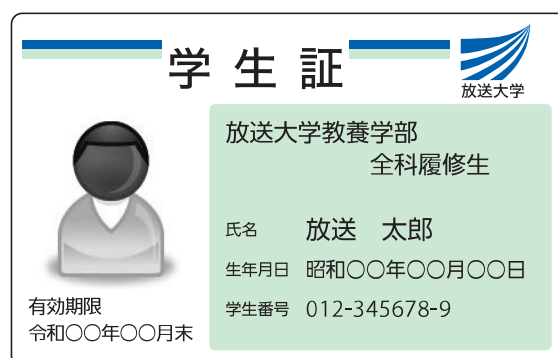 学生証
放送大学
放送大学教養学部
全科履修生
氏名 放送 太郎
生年月日 昭和〇〇年〇〇月〇〇日
学生番号 012-345678-9
有効期限
令和〇〇年〇〇月末